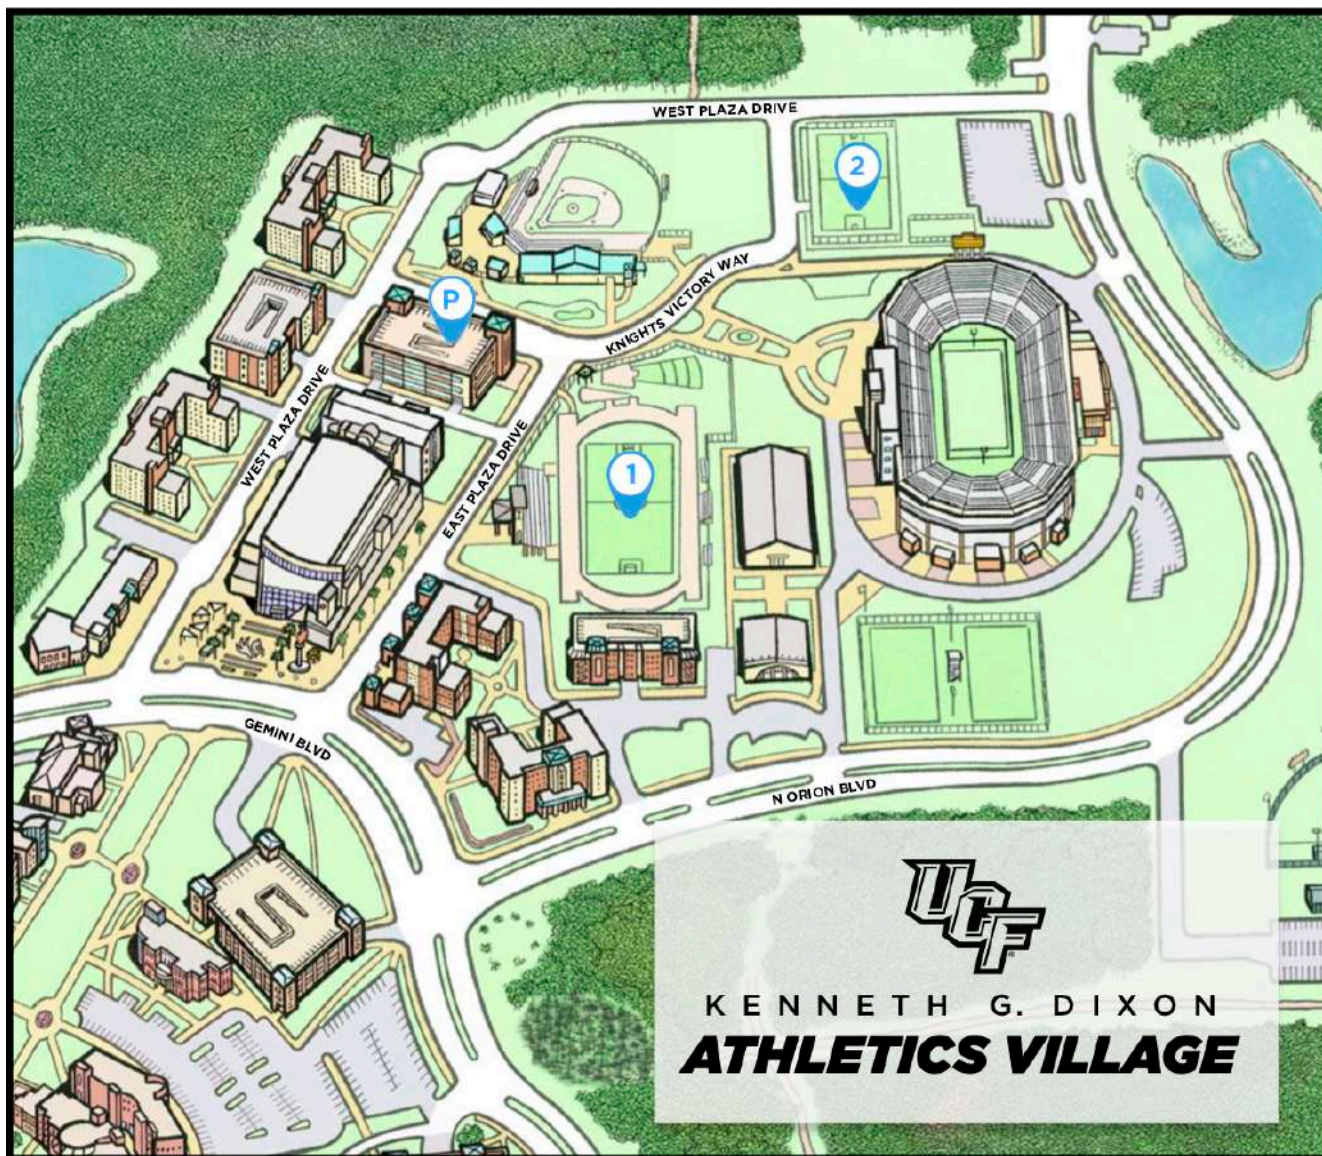 WEST PLAZA DRIVE
2
P
KNIGHTS VICTORY WAY
WEST PLAZA DRIVE
EAST PLAZA DRIVE
1
GEMINI BLVD
N ORION BLVD
UCF
KENNETH G. DIXON
ATHLETICS VILLAGE